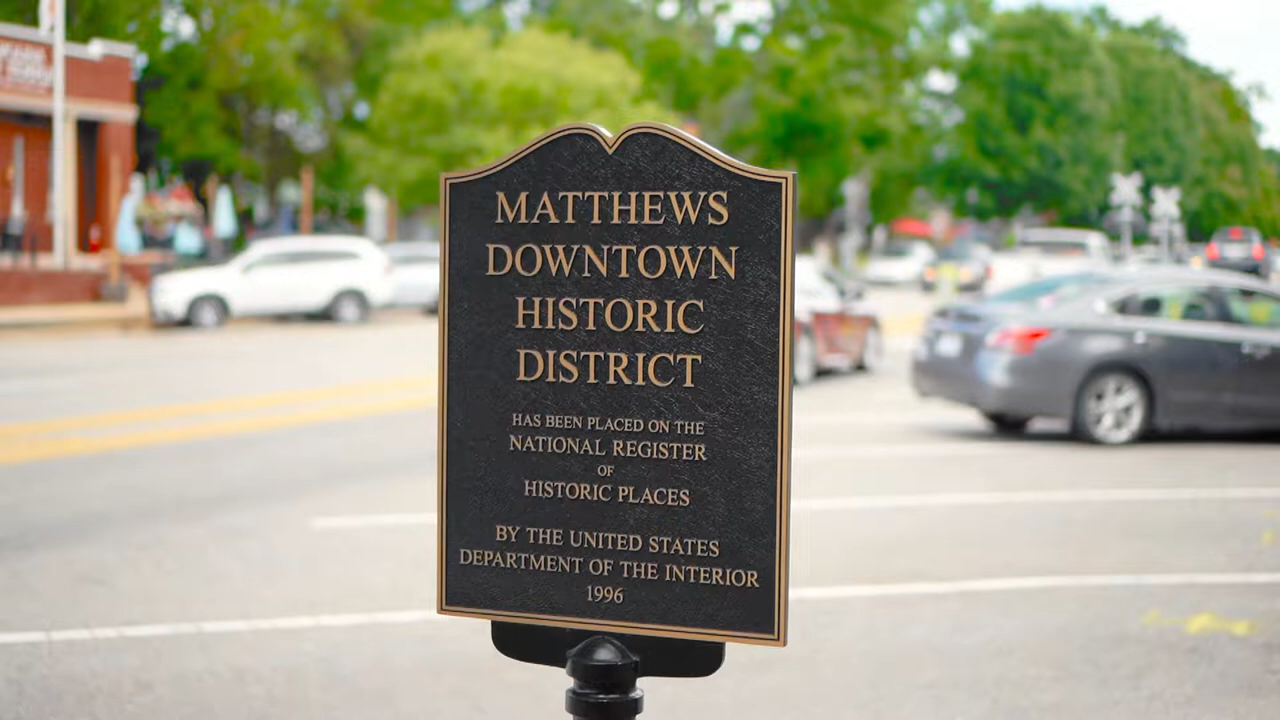 MATTHEWS
DOWNTOWN
HISTORIC
DISTRICT
HAS BEEN PLACED ON THE
NATIONAL REGISTER
OF
HISTORIC PLACES
BY THE UNITED STATES
DEPARTMENT OF THE INTERIOR
1996